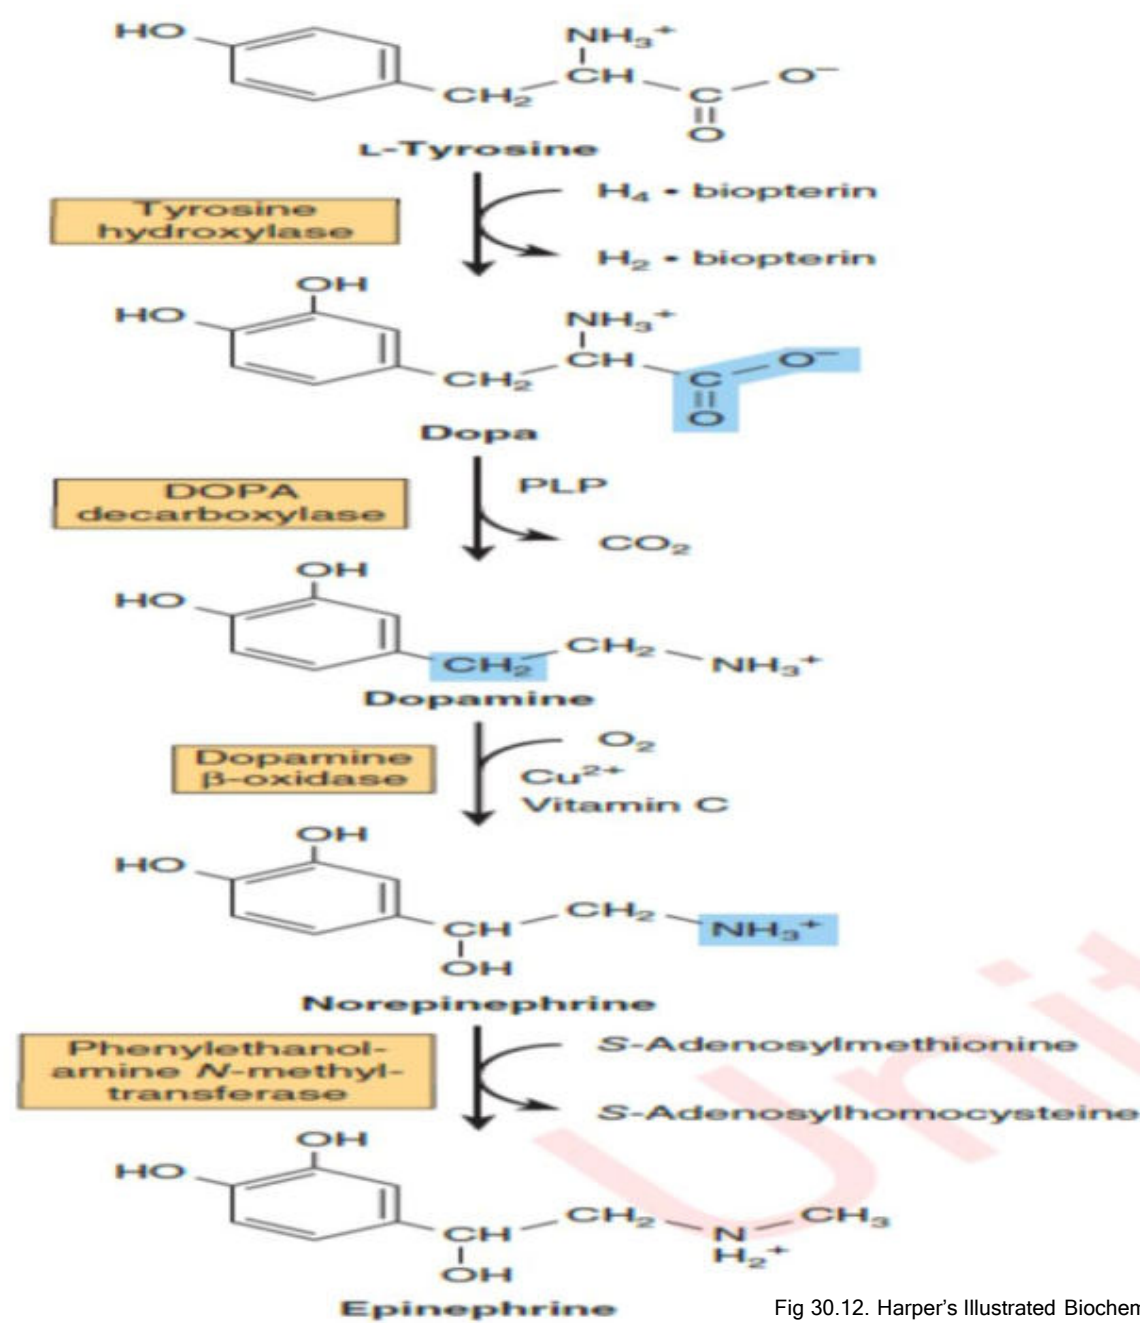 HO
NH₃⁺
CH
O⁻
CH₂
C
O
L-Tyrosine
H₄ • biopterin
Tyrosine
hydroxylase
H₂ • biopterin
OH
HO
NH₃⁺
CH
O⁻
CH₂
C
O
Dopa
PLP
DOPA
decarboxylase
CO₂
OH
HO
CH₂
CH₂
NH₃⁺
Dopamine
O₂
Dopamine
β-oxidase
Cu²⁺
Vitamin C
OH
HO
CH₂
CH
NH₃⁺
OH
Norepinephrine
S-Adenosylmethionine
Phenylethanol-
amine N-methyl-
transferase
S-Adenosylhomocysteine
OH
HO
CH₂
CH₃
CH
N
H₂⁺
OH
Epinephrine
Fig 30.12. Harper's Illustrated Biochem
Unit